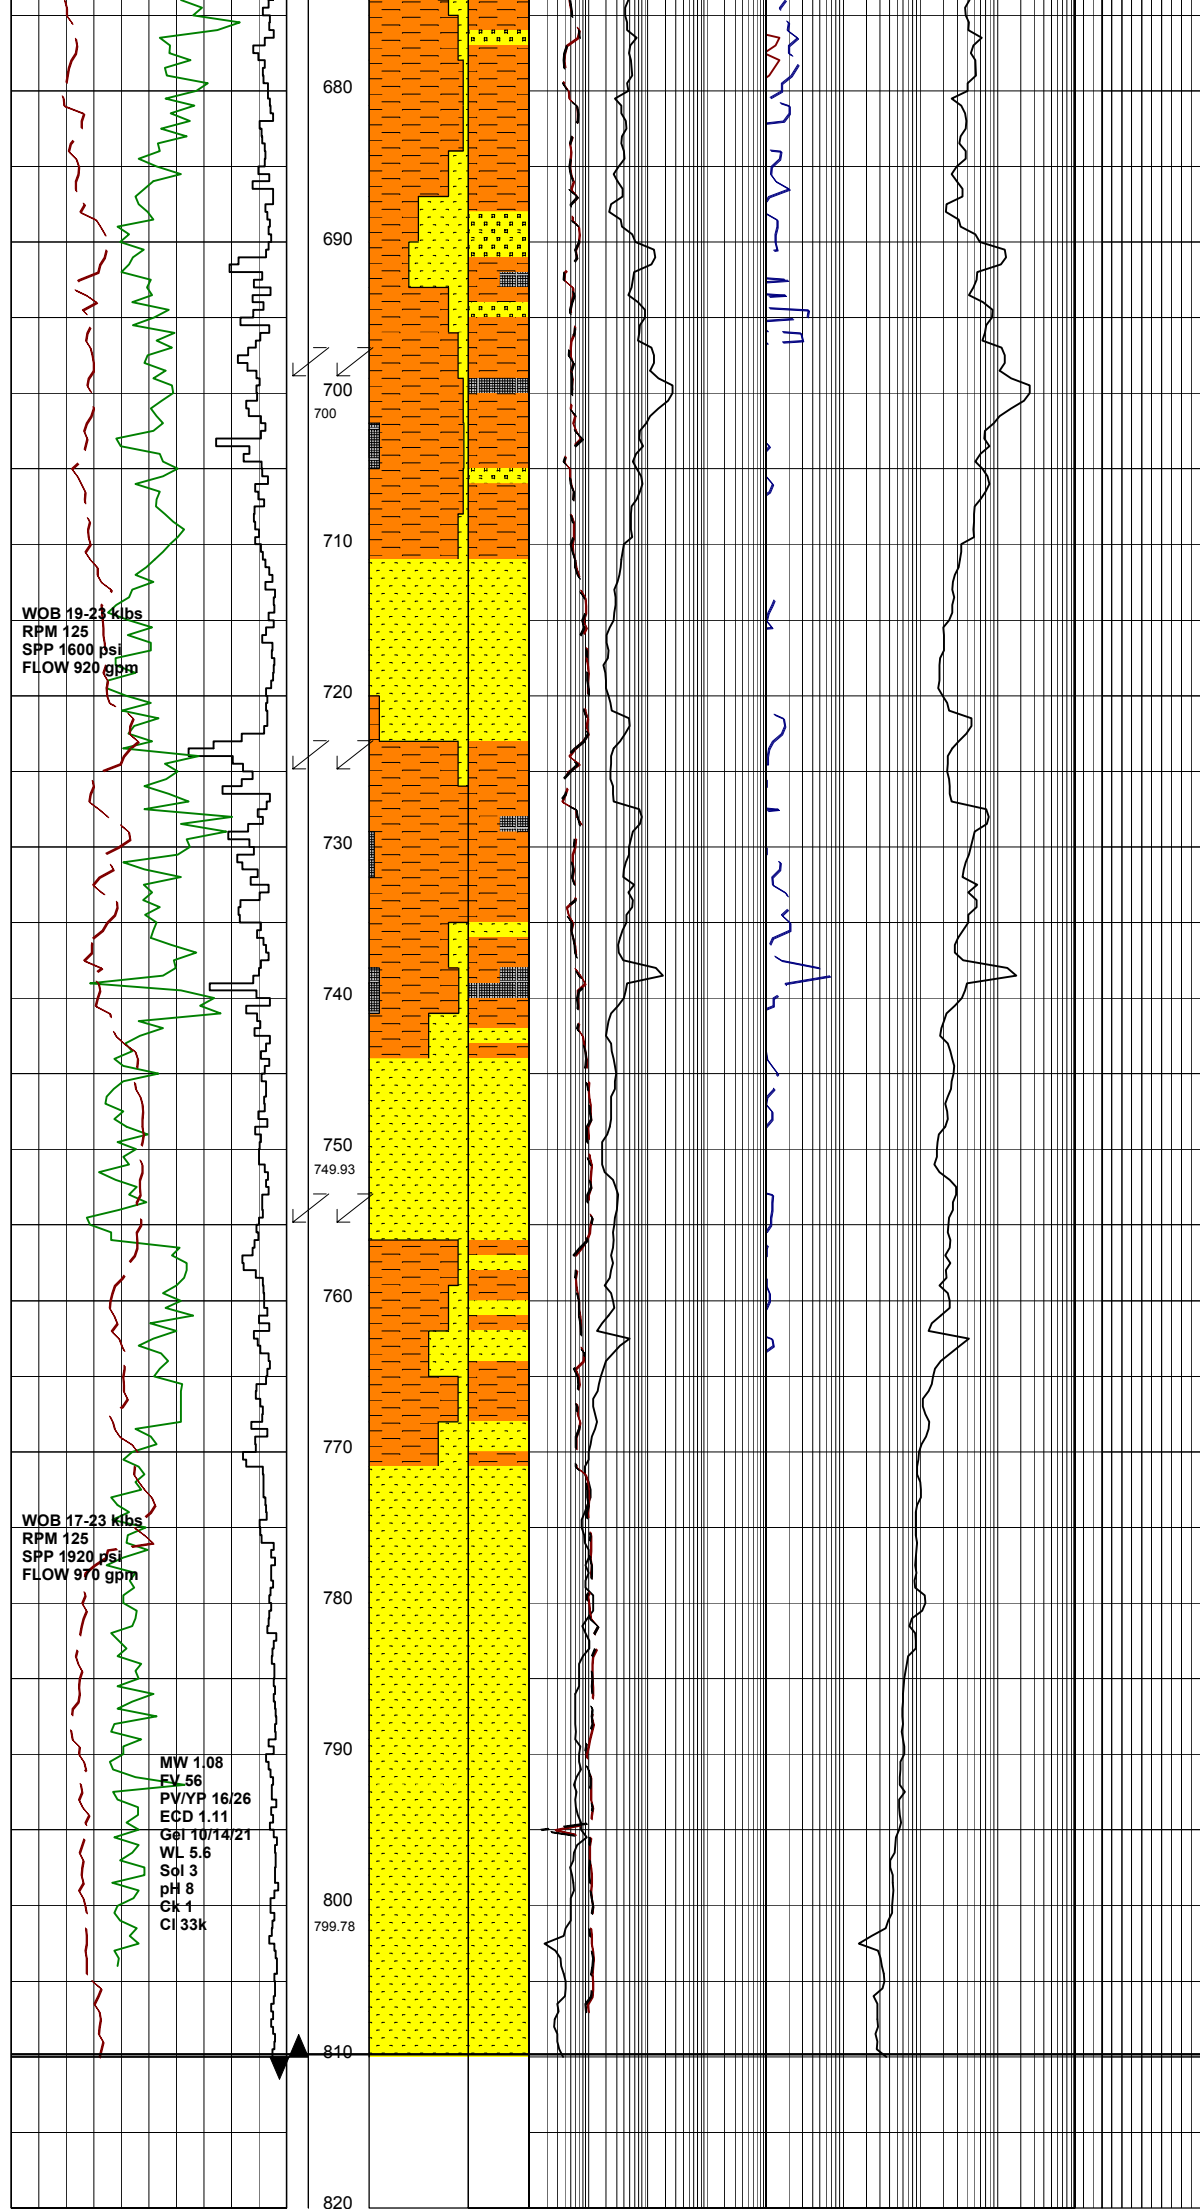 680
690
700
700
710
WOB 19-23 klbs
RPM 125
SPP 1600 psi
FLOW 920 gpm
720
730
740
750
749.93
760
770
WOB 17-23 klbs
RPM 125
SPP 1920 psi
FLOW 970 gpm
780
790
MW 1.08
FV 56
PV/YP 16/26
ECD 1.11
Gel 10/14/21
WL 5.6
Sol 3
pH 8
Ck 1
Cl 33k
800
799.78
810
820